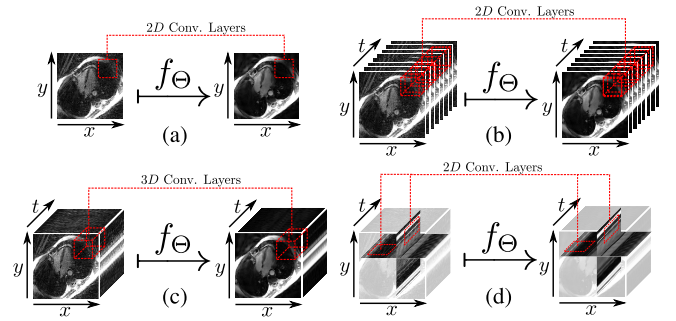 2D Conv. Layers
y
f_Θ
x
(a)
2D Conv. Layers
t
y
f_Θ
x
(b)
x
3D Conv. Layers
t
y
f_Θ
x
(c)
x
2D Conv. Layers
t
y
f_Θ
x
(d)
x